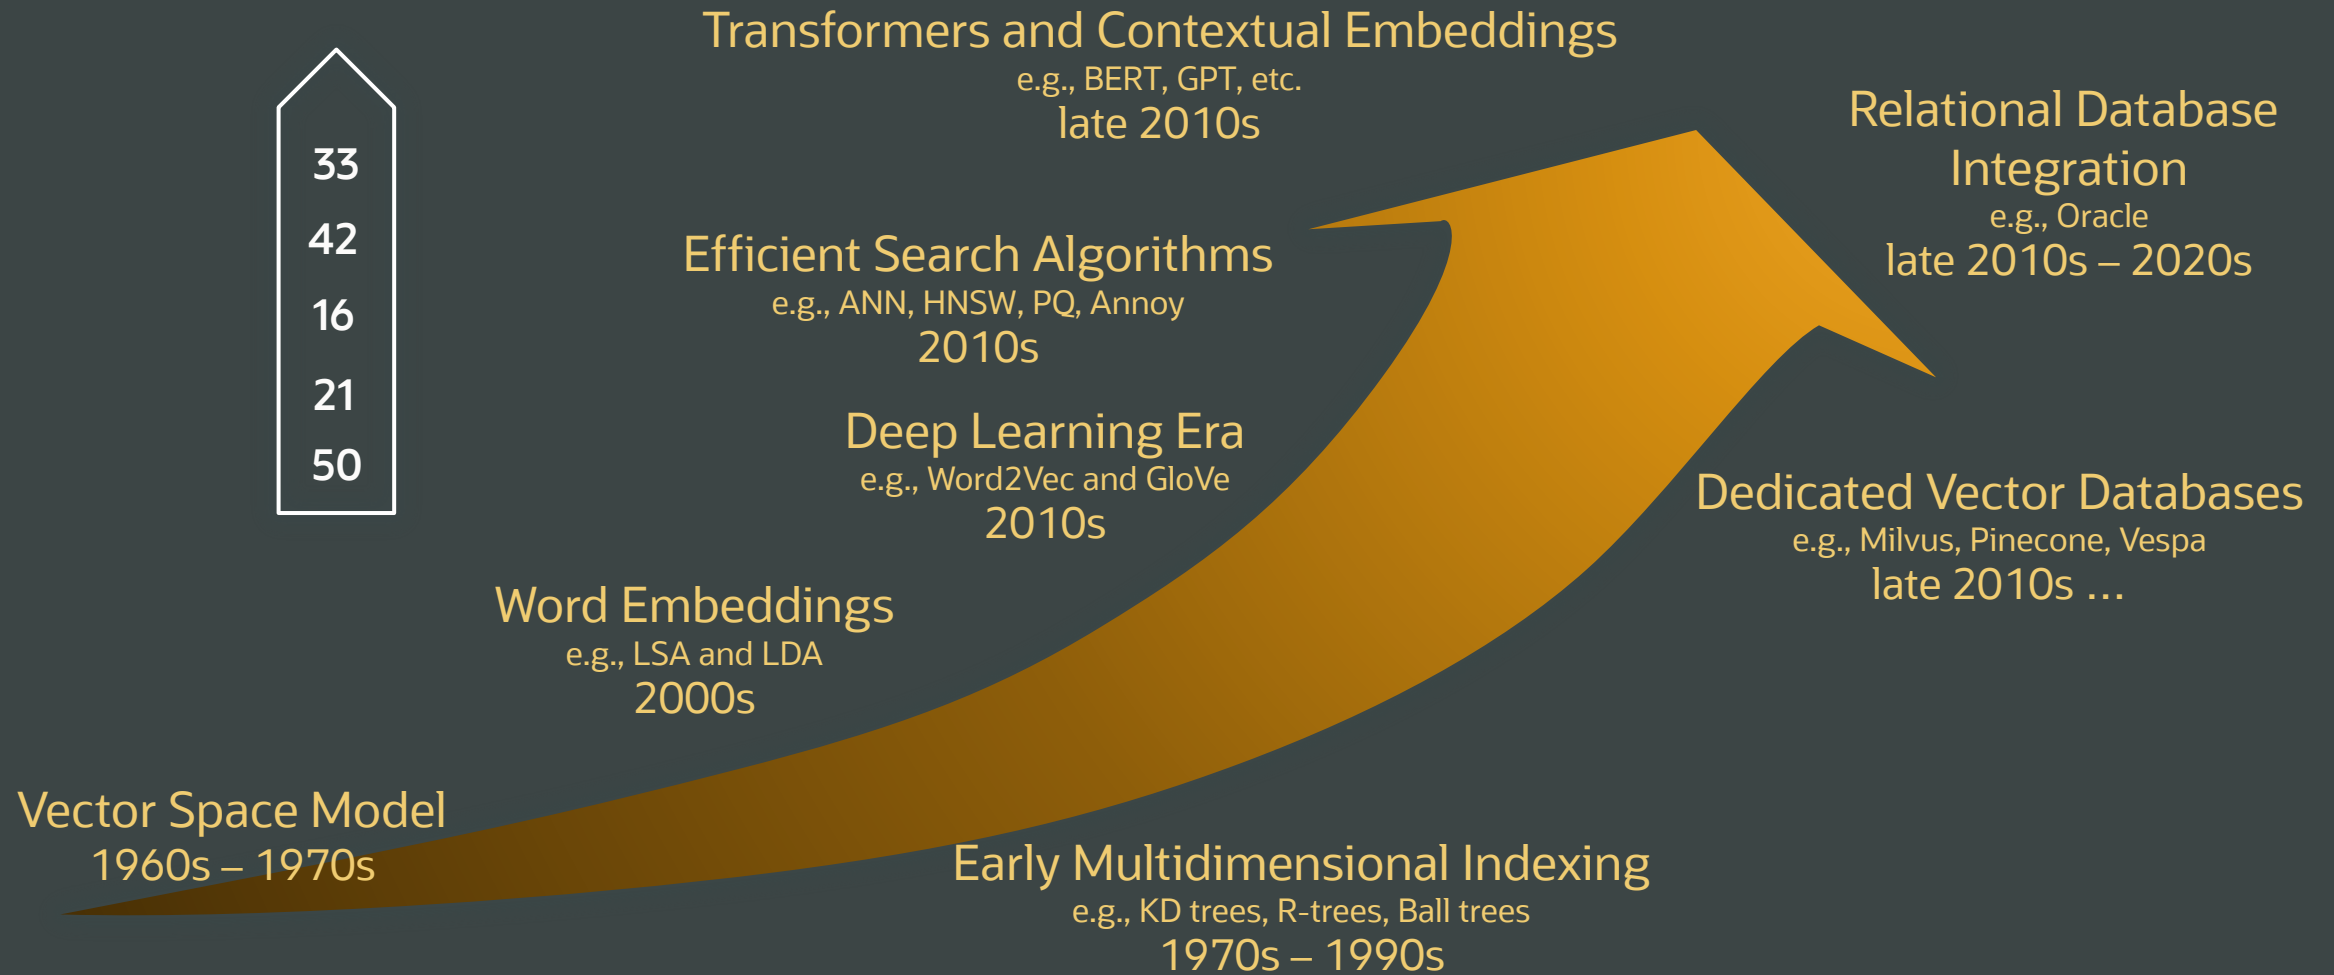 Transformers and Contextual Embeddings
e.g., BERT, GPT, etc.
late 2010s
33
42
16
21
50
Relational Database
Integration
e.g., Oracle
late 2010s – 2020s
Efficient Search Algorithms
e.g., ANN, HNSW, PQ, Annoy
2010s
Deep Learning Era
e.g., Word2Vec and GloVe
2010s
Dedicated Vector Databases
e.g., Milvus, Pinecone, Vespa
late 2010s ...
Word Embeddings
e.g., LSA and LDA
2000s
Vector Space Model
1960s – 1970s
Early Multidimensional Indexing
e.g., KD trees, R-trees, Ball trees
1970s – 1990s